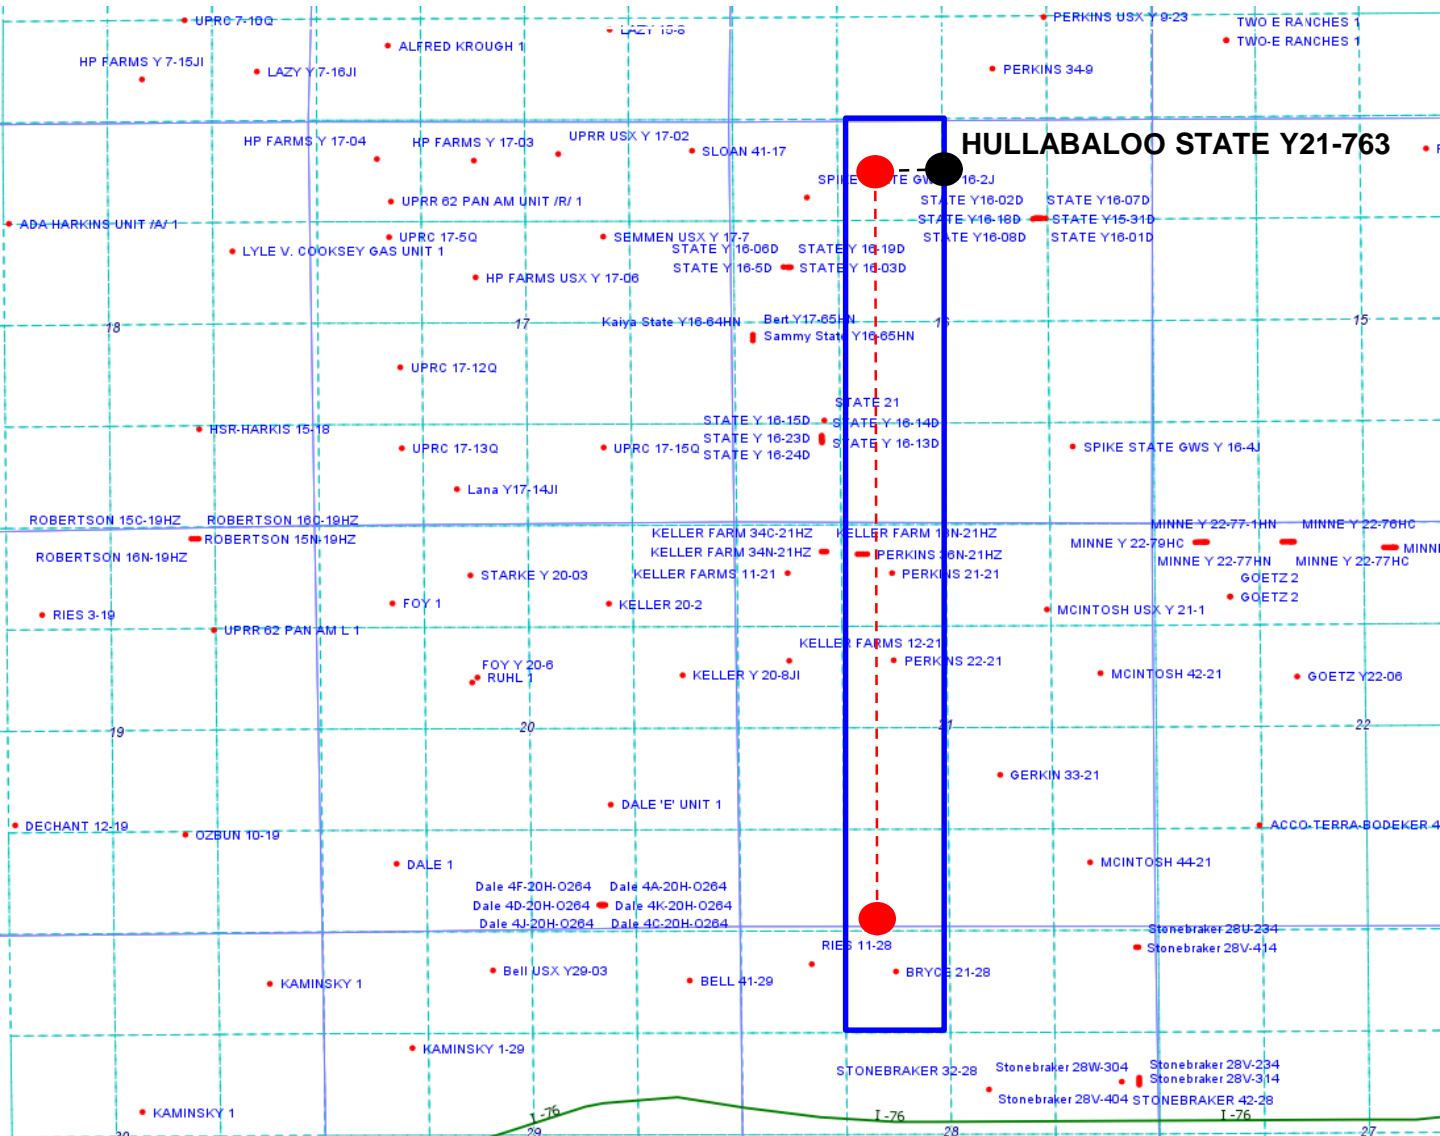 UPRC 7-10Q
LAZY 15-8
PERKINS USX Y 9-23
TWO E RANCHES 1
TWO-E RANCHES 1
ALFRED KROUGH 1
HP FARMS Y 7-15JI
LAZY Y 7-16JI
PERKINS 34-9
HULLABALOO STATE Y21-763
HP FARMS Y 17-04
HP FARMS Y 17-03
UPRR USX Y 17-02
SLOAN 41-17
UPRR 62 PAN AM UNIT /R/ 1
STATE Y16-02D
STATE Y16-07D
ADA HARKINS UNIT /A/ 1
STATE Y16-18D
STATE Y15-31D
UPRC 17-5Q
SEMMEN USX Y 17-7
STATE Y16-08D
STATE Y16-01D
LYLE V. COOKSEY GAS UNIT 1
STATE Y 16-06D
STATE Y 16-19D
STATE Y 16-5D
STATE Y 16-03D
HP FARMS USX Y 17-06
18
17
Kaiya State Y16-64HN
Bert Y17-65HN
16
15
Sammy State Y16-65HN
UPRC 17-12Q
STATE 21
HSR-HARKIS 15-18
STATE Y 16-15D
STATE Y 16-14D
STATE Y 16-23D
STATE Y 16-13D
UPRC 17-13Q
UPRC 17-15Q
STATE Y 16-24D
SPIKE STATE GWS Y 16-4J
Lana Y17-14JI
ROBERTSON 15C-19HZ
ROBERTSON 16C-19HZ
ROBERTSON 15N-19HZ
ROBERTSON 16N-19HZ
KELLER FARM 34C-21HZ
KELLER FARM 34N-21HZ
PERKINS 36N-21HZ
MINNE Y 22-77-1HN
MINNE Y 22-76HC
MINNE Y 22-79HC
MINNE Y 22-77HN
MINNE Y 22-77HC
STARKE Y 20-03
KELLER FARMS 11-21
PERKINS 21-21
GOETZ 2
GOETZ 2
FOY 1
KELLER 20-2
MCINTOSH USX Y 21-1
RIES 3-19
UPRR 62 PAN AM L 1
KELLER FARMS 12-21
FOY Y 20-6
RUHL 1
KELLER Y 20-8JI
PERKINS 22-21
MCINTOSH 42-21
GOETZ Y22-06
19
20
21
22
GERKIN 33-21
DALE 'E' UNIT 1
DECHANT 12-19
OZBUN 10-19
ACCO-TERRA-BODEKER 4
DALE 1
MCINTOSH 44-21
Dale 4F-20H-O264
Dale 4A-20H-O264
Dale 4D-20H-O264
Dale 4K-20H-O264
Dale 4J-20H-O264
Dale 4C-20H-O264
Stonebraker 28U-234
RIES 11-28
Stonebraker 28V-414
Bell USX Y29-03
BELL 41-29
BRYCE 21-28
KAMINSKY 1
KAMINSKY 1-29
STONEBRAKER 32-28
Stonebraker 28W-304
Stonebraker 28V-234
Stonebraker 28V-314
Stonebraker 28V-404
STONEBRAKER 42-28
KAMINSKY 1
I-76
I-76
I-76
29
28
27